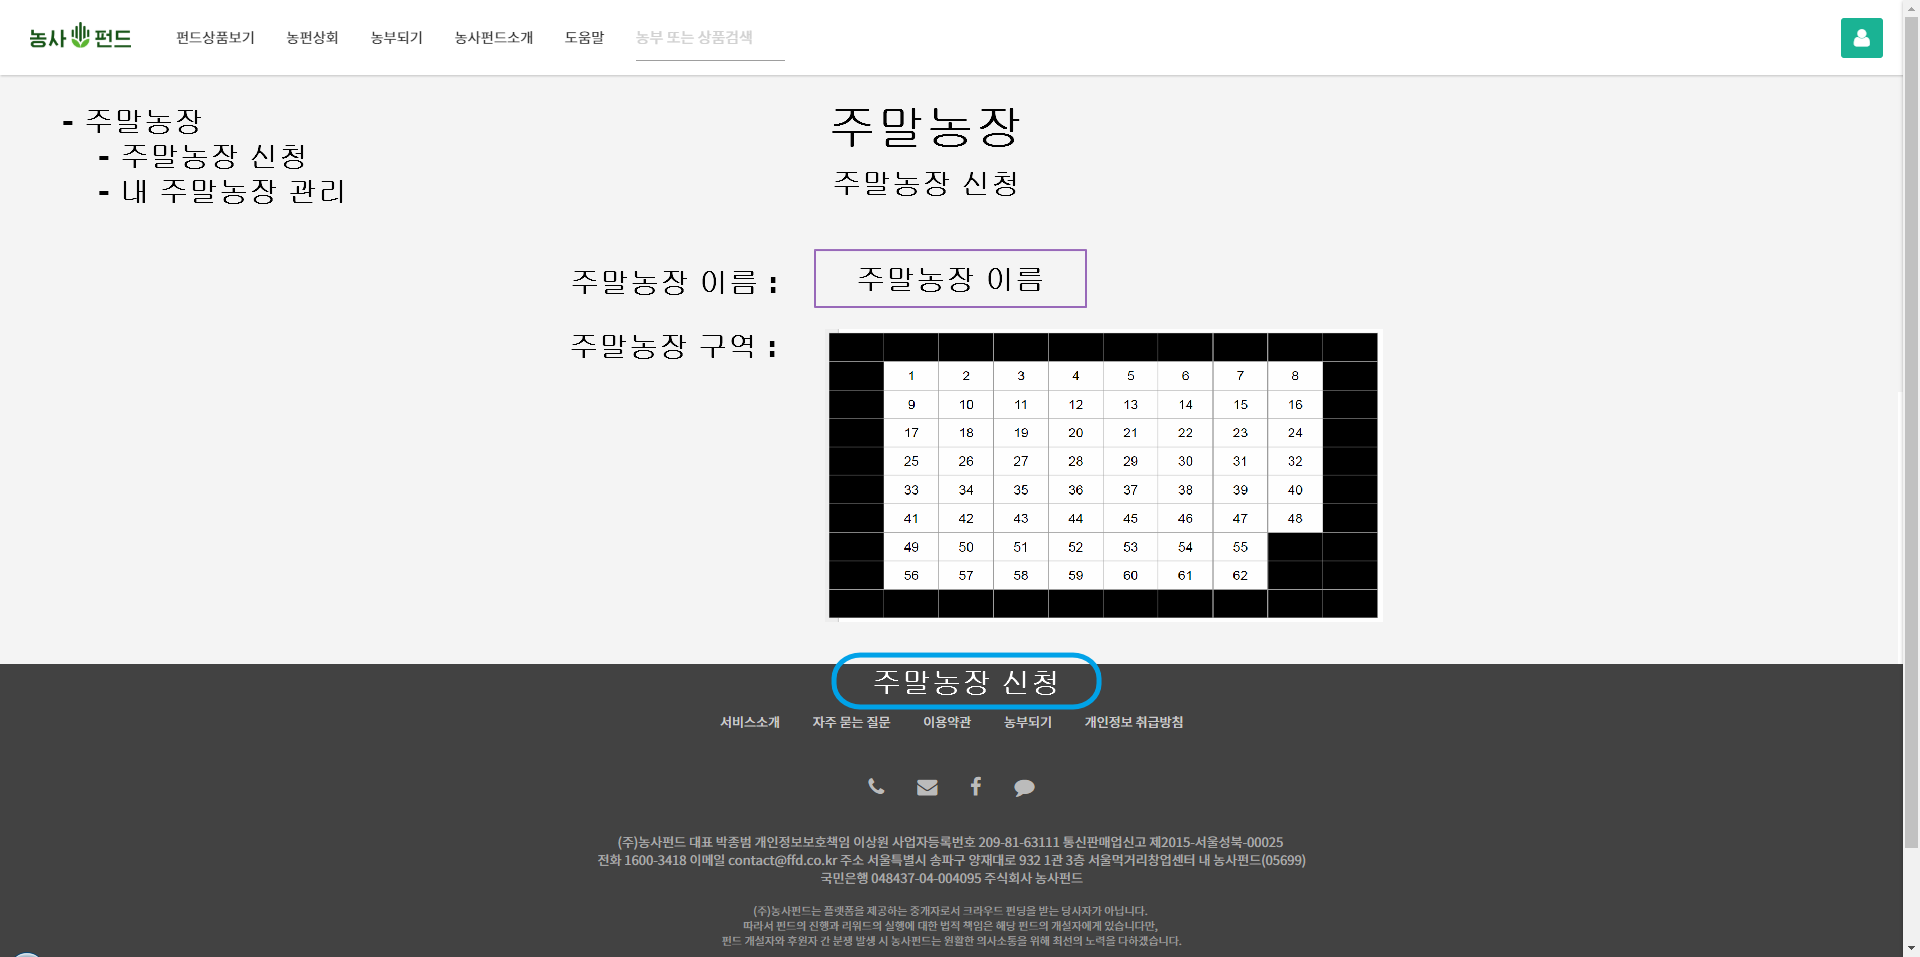 농사펀드
펀드상품보기 농펀상회 농부되기 농사펀드소개 도움말 농부 또는 상품검색
- 주말농장
- 주말농장 신청
- 내 주말농장 관리
주말농장
주말농장 신청
주말농장 이름 : 주말농장 이름
주말농장 구역 :
1 2 3 4 5 6 7 8
9 10 11 12 13 14 15 16
17 18 19 20 21 22 23 24
25 26 27 28 29 30 31 32
33 34 35 36 37 38 39 40
41 42 43 44 45 46 47 48
49 50 51 52 53 54 55
56 57 58 59 60 61 62
주말농장 신청
서비스소개 자주 묻는 질문 이용약관 농부되기 개인정보 취급방침
(주)농사펀드 대표 박종범 개인정보보호책임 이상원 사업자등록번호 209-81-63111 통신판매업신고 제2015-서울성북-00025
전화 1600-3418 이메일 contact@ffd.co.kr 주소 서울특별시 송파구 양재대로 932 1관 3층 서울먹거리창업센터 내 농사펀드(05699)
국민은행 048437-04-004095 주식회사 농사펀드
(주)농사펀드는 플랫폼을 제공하는 중개자로서 크라우드 펀딩을 받는 당사자가 아닙니다.
따라서 펀드의 진행과 리워드의 실행에 대한 법적 책임은 해당 펀드의 개설자에게 있습니다만,
펀드 개설자와 후원자 간 분쟁 발생 시 농사펀드는 원활한 의사소통을 위해 최선의 노력을 다하겠습니다.